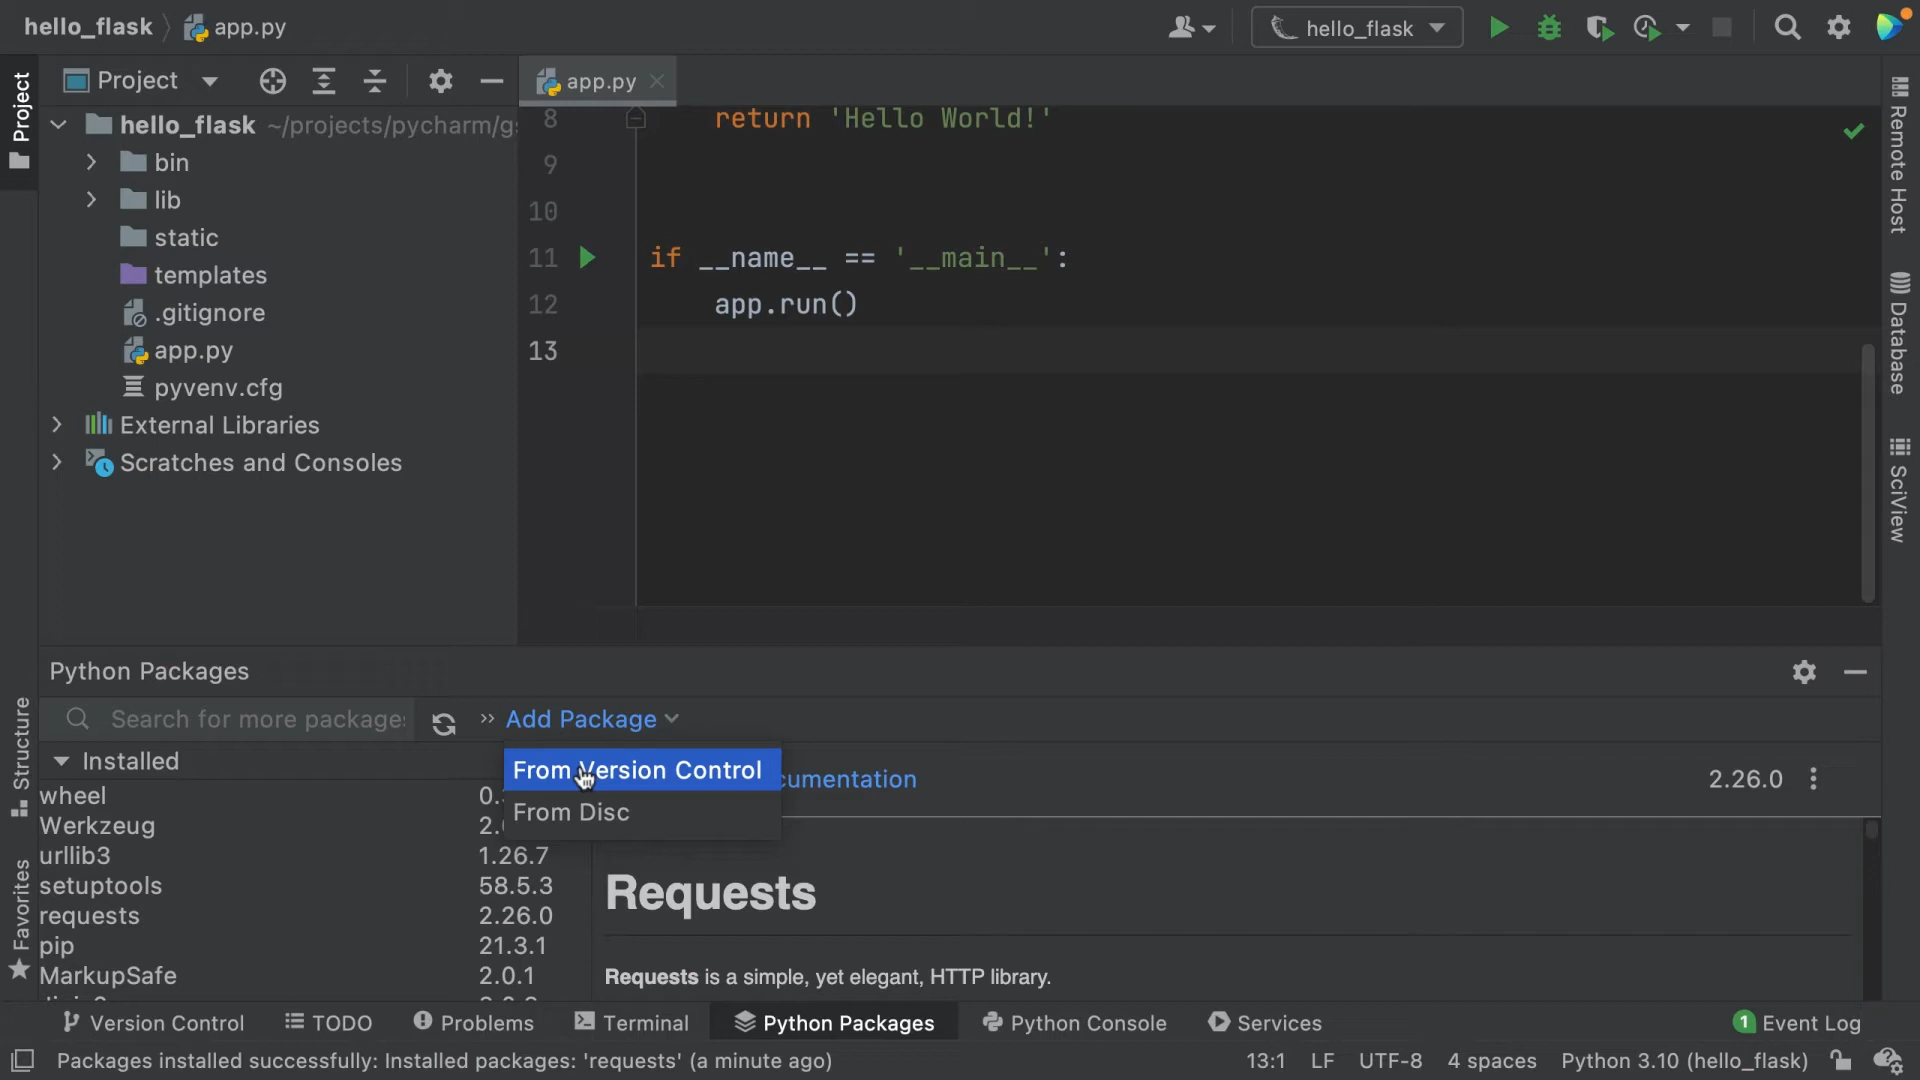 hello_flask app.py
hello_flask
Project
Project
app.py
hello_flask ~/projects/pycharm/g
bin
lib
static
templates
.gitignore
app.py
pyvenv.cfg
External Libraries
Scratches and Consoles
8 return 'Hello World!'
9
10
11 if __name__ == '__main__':
12 app.run()
13
Remote Host
Database
SciView
Structure
Favorites
Python Packages
Search for more package
Add Package
From Version Control
From Disc
cumentation
2.26.0
Installed
wheel 0.
Werkzeug 2.
urllib3 1.26.7
setuptools 58.5.3
requests 2.26.0
pip 21.3.1
MarkupSafe 2.0.1
Requests
Requests is a simple, yet elegant, HTTP library.
Version Control TODO Problems Terminal Python Packages Python Console Services 1 Event Log
Packages installed successfully: Installed packages: 'requests' (a minute ago) 13:1 LF UTF-8 4 spaces Python 3.10 (hello_flask)